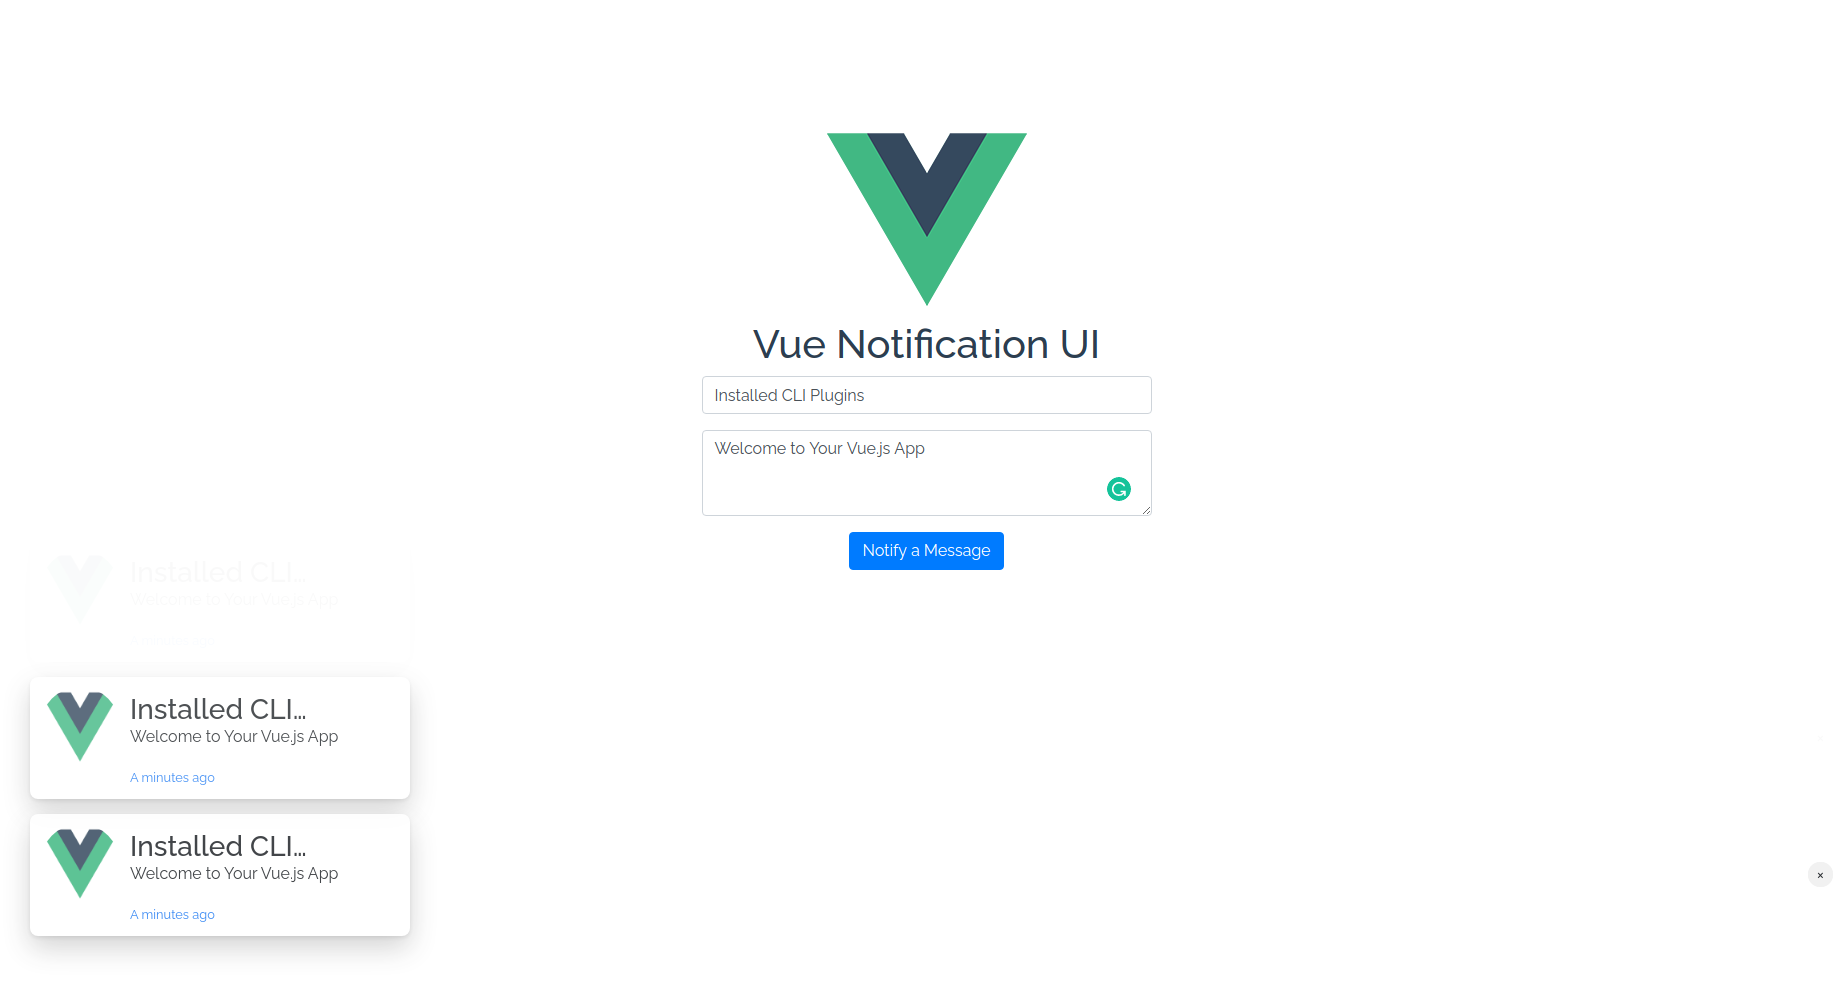 Vue Notification UI
Installed CLI Plugins
Welcome to Your Vue.js App
Notify a Message
Installed CLI...
Welcome to Your Vue.js App
Installed CLI...
Welcome to Your Vue.js App
A minutes ago
Installed CLI...
Welcome to Your Vue.js App
A minutes ago
×